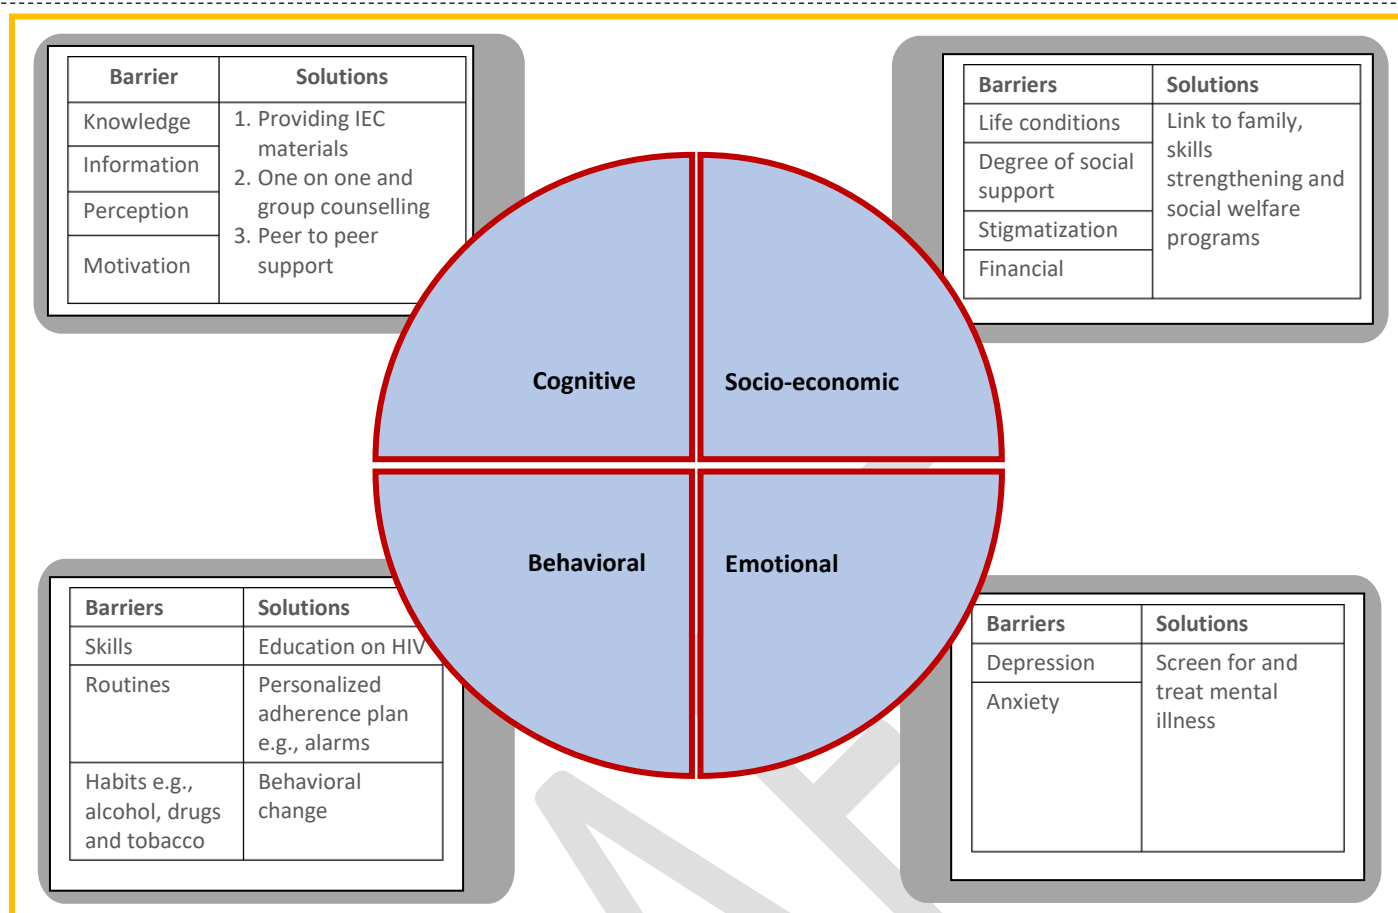 Barrier Solutions
Knowledge
Information
Perception
Motivation
1. Providing IEC
materials
2. One on one and
group counselling
3. Peer to peer
support
Barriers Solutions
Life conditions
Degree of social
support
Stigmatization
Financial
Link to family,
skills
strengthening and
social welfare
programs
Cognitive
Socio-economic
Behavioral
Emotional
Barriers Solutions
Skills Education on HIV
Routines Personalized
adherence plan
e.g., alarms
Habits e.g., Behavioral
alcohol, drugs change
and tobacco
Barriers Solutions
Depression
Anxiety
Screen for and
treat mental
illness